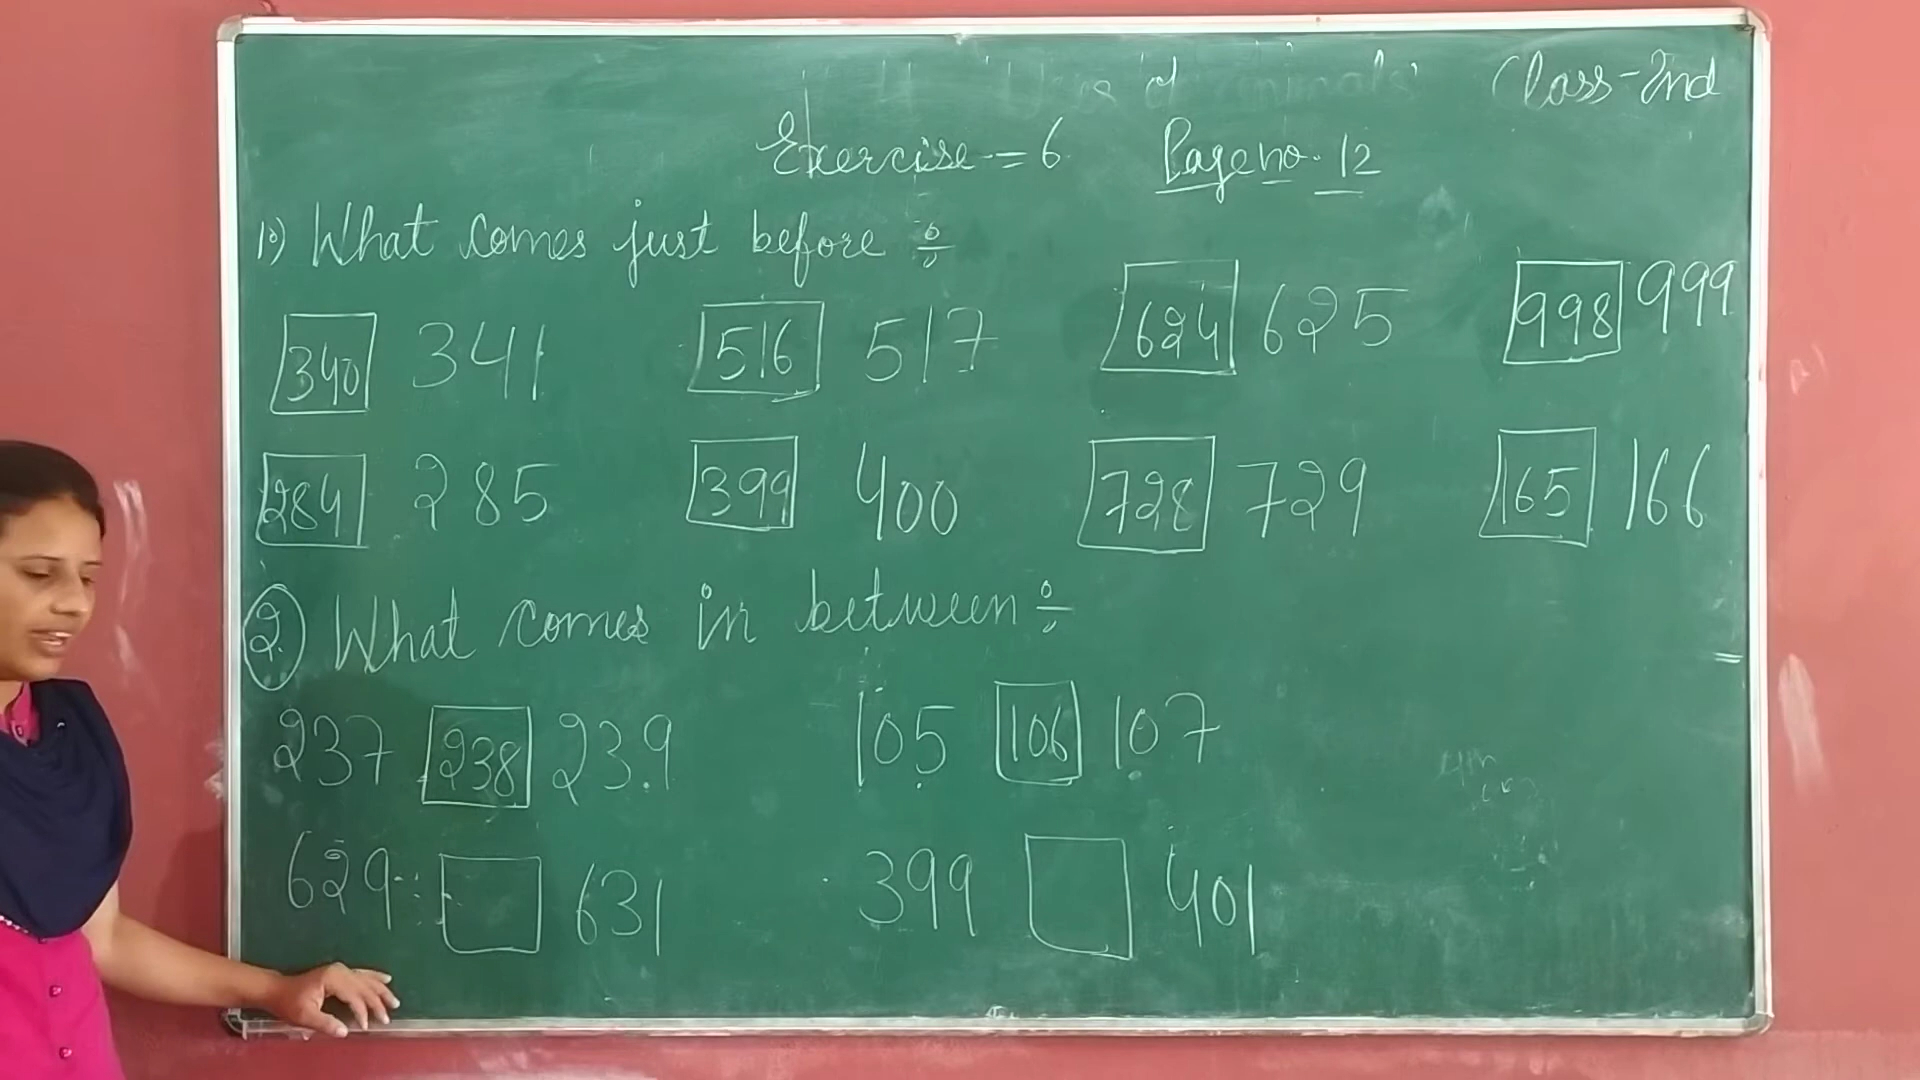 Class-2nd
Exercise-=6 Page no. 12
1) What comes just before ÷
340 341 516 517 624 625 998 999
284 285 399 400 728 729 165 166
2. What comes in between ÷
237 238 239 105 106 107
629 631 399 401